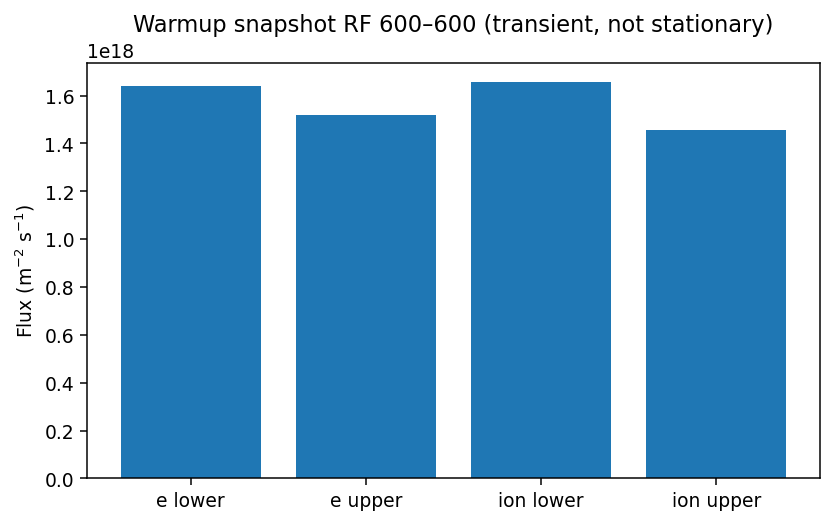 Warmup snapshot RF 600–600 (transient, not stationary)
1e18
1.6
1.4
1.2
1.0
0.8
0.6
0.4
0.2
0.0
Flux (m⁻² s⁻¹)
e lower
e upper
ion lower
ion upper